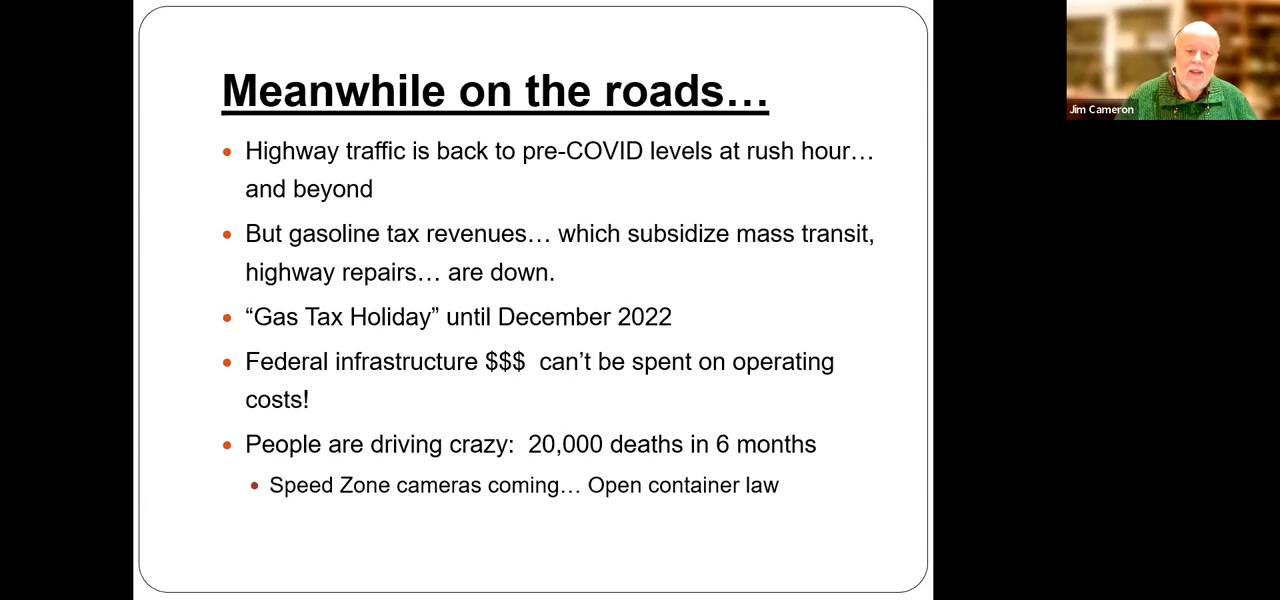 Meanwhile on the roads…
• Highway traffic is back to pre-COVID levels at rush hour…
and beyond
• But gasoline tax revenues… which subsidize mass transit,
highway repairs… are down.
• “Gas Tax Holiday” until December 2022
• Federal infrastructure $$$  can’t be spent on operating
costs!
• People are driving crazy:  20,000 deaths in 6 months
• Speed Zone cameras coming… Open container law
Jim Cameron